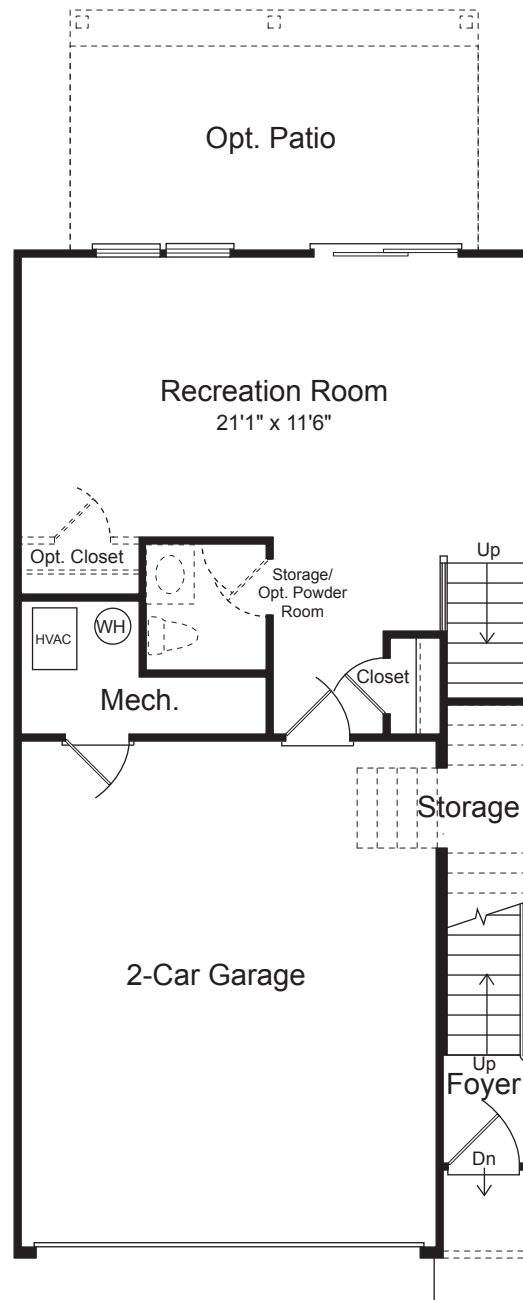 Opt. Patio
Recreation Room
21'1" x 11'6"
Opt. Closet
Storage/
Opt. Powder
Room
Up
HVAC
WH
Mech.
Closet
Storage
2-Car Garage
Up
Foyer
Dn